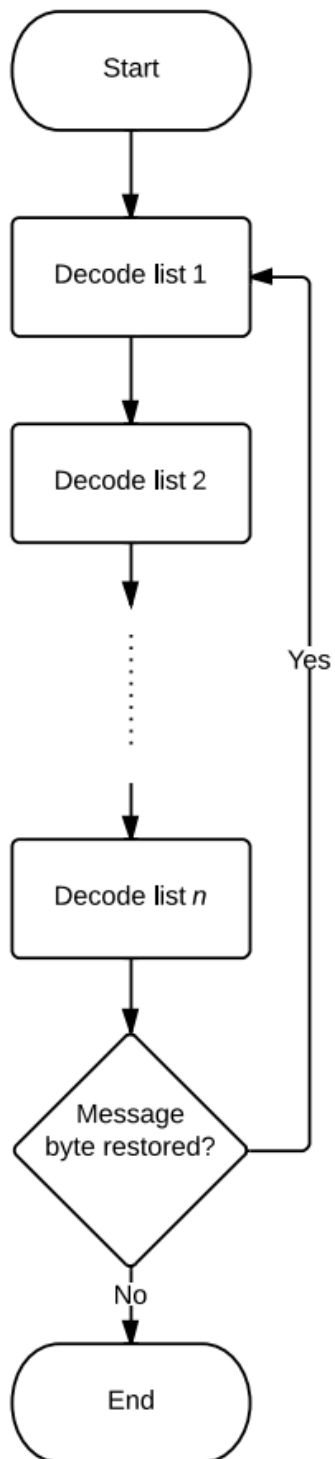 Start
Decode list 1
Decode list 2
Yes
Decode list n
Message
byte restored?
No
End